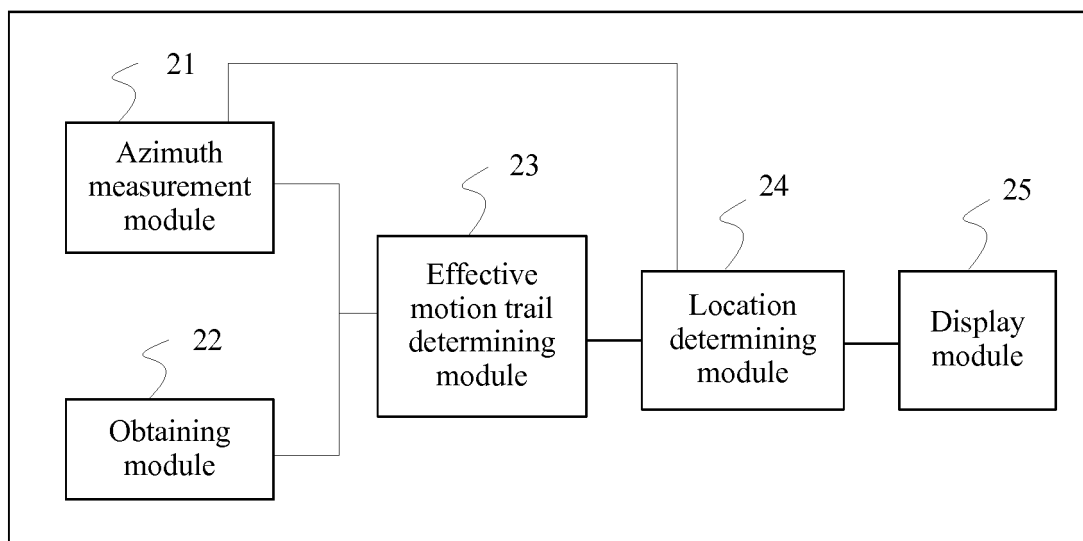 21
Azimuth
measurement
module
22
Obtaining
module
23
Effective
motion trail
determining
module
24
Location
determining
module
25
Display
module